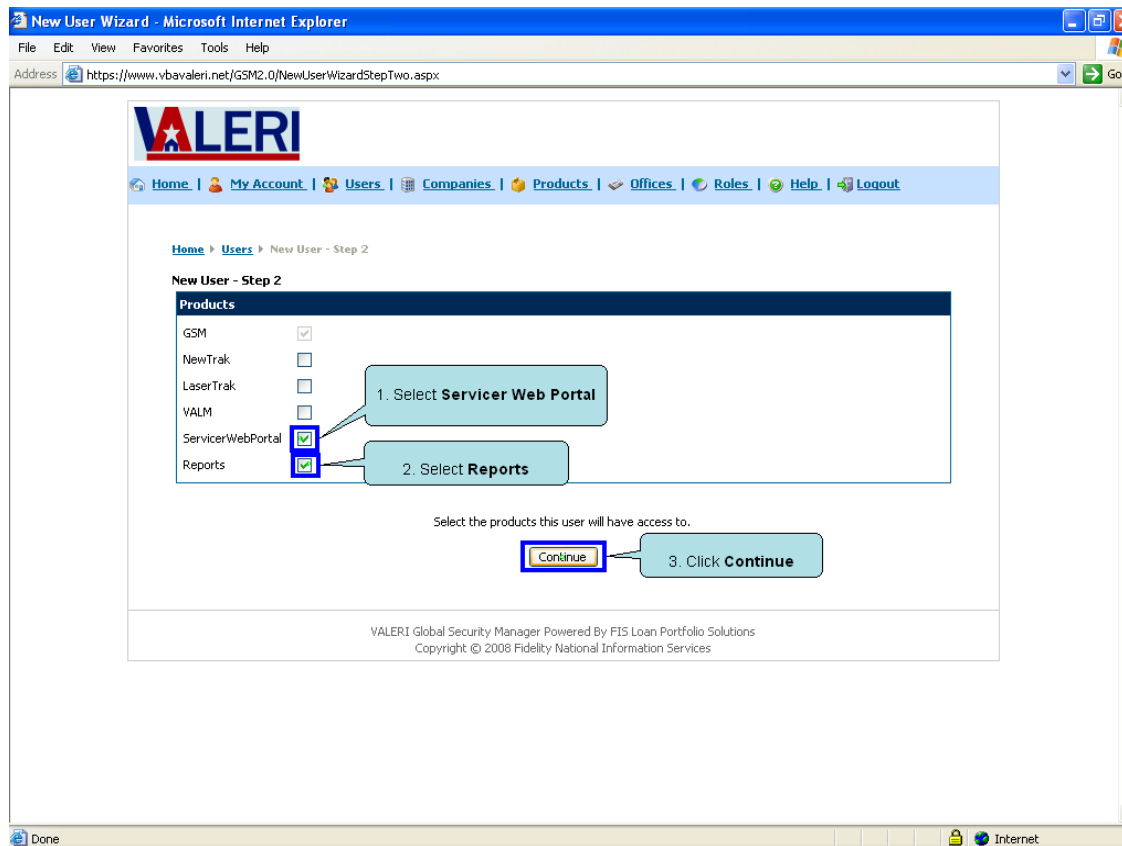 New User Wizard - Microsoft Internet Explorer
File Edit View Favorites Tools Help
Address https://www.vbavaleri.net/GSM2.0/NewUserWizardStepTwo.aspx Go
VALERI
Home | My Account | Users | Companies | Products | Offices | Roles | Help | Logout
Home Users New User - Step 2
New User - Step 2
Products
GSM
NewTrak
LaserTrak
1. Select Servicer Web Portal
VALM
ServicerWebPortal
Reports
2. Select Reports
Select the products this user will have access to.
Continue
3. Click Continue
VALERI Global Security Manager Powered By FIS Loan Portfolio Solutions
Copyright © 2008 Fidelity National Information Services
Done Internet